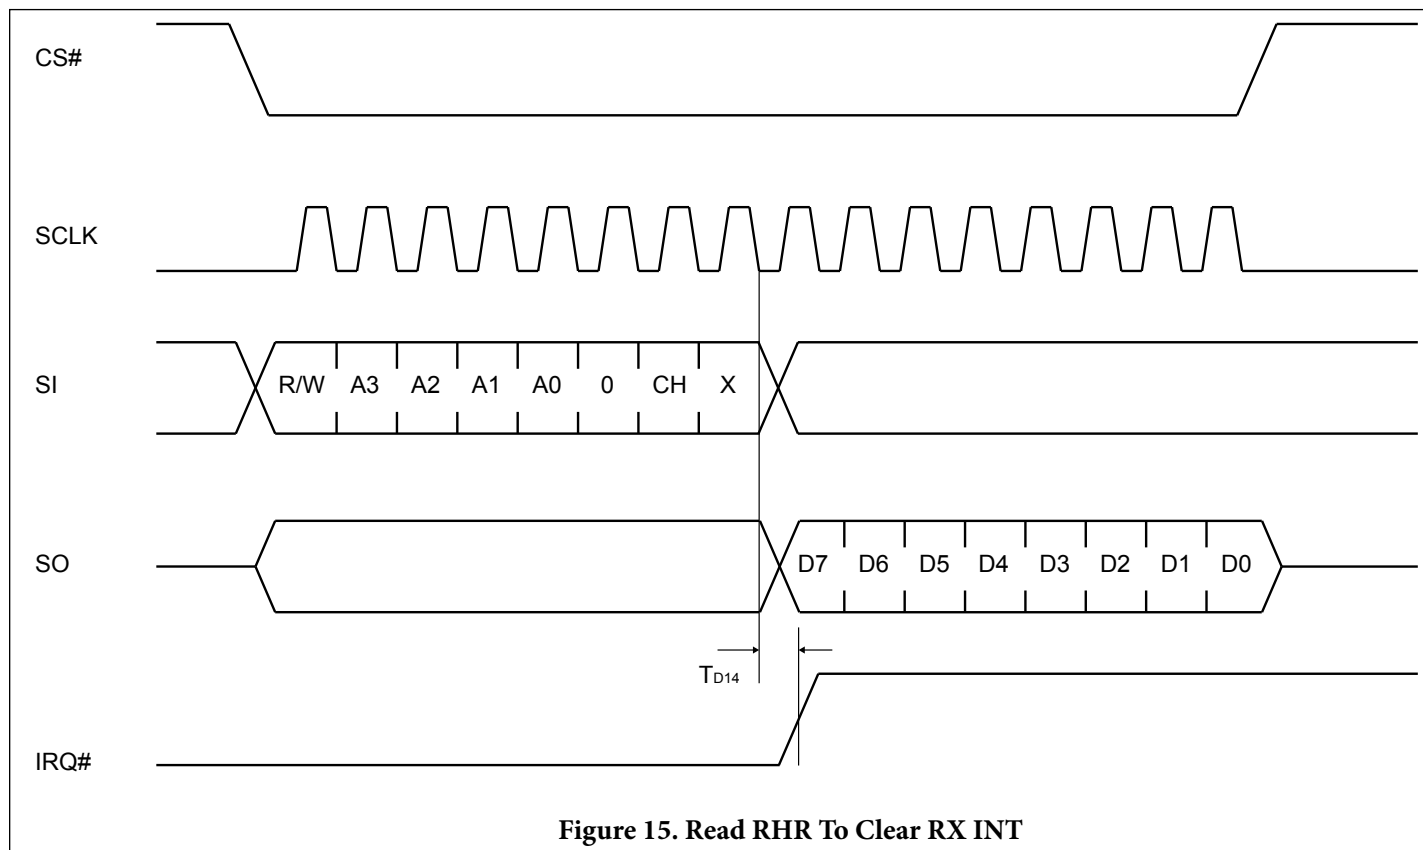 CS#
SCLK
SI
R/W A3 A2 A1 A0 0 CH X
SO
D7 D6 D5 D4 D3 D2 D1 D0
TD14
IRQ#
Figure 15. Read RHR To Clear RX INT